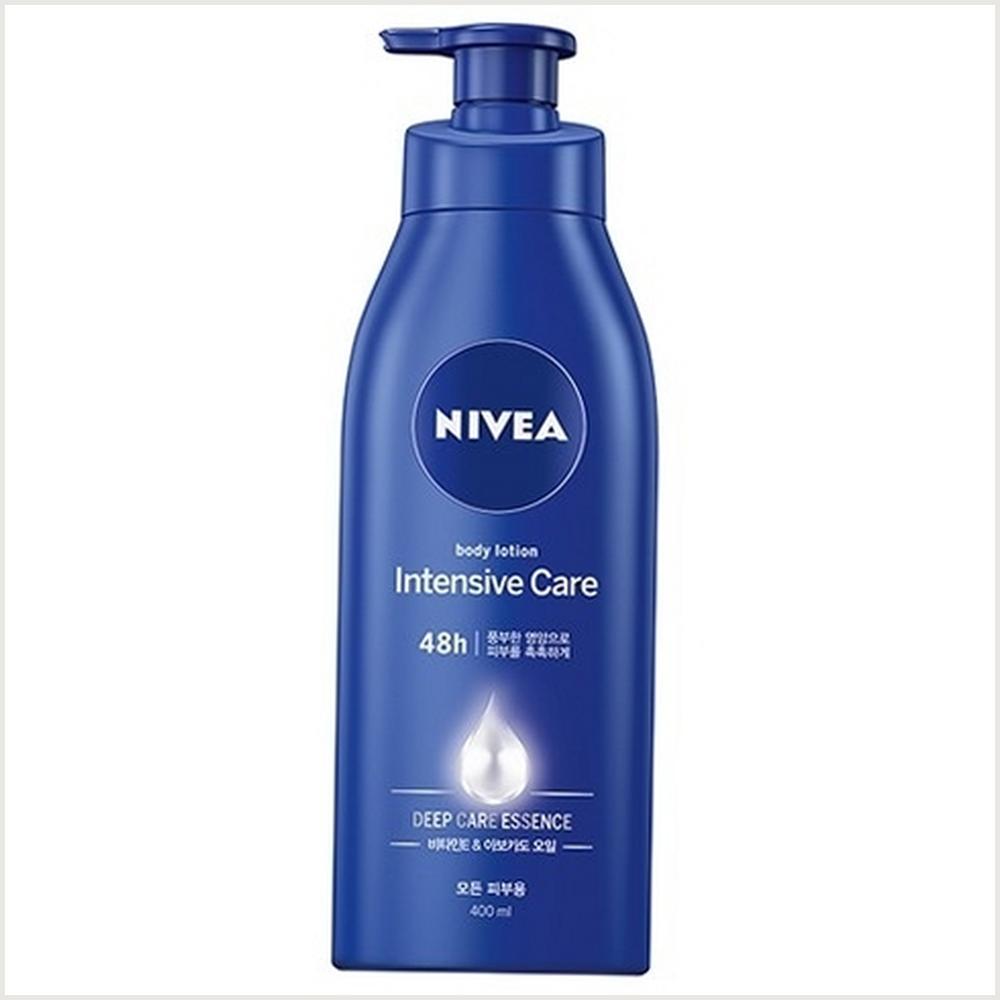 NIVEA
body lotion
Intensive Care
48h
풍부한 영양으로
피부를 촉촉하게
DEEP CARE ESSENCE
비타민E & 아보카도 오일
모든 피부용
400 ml